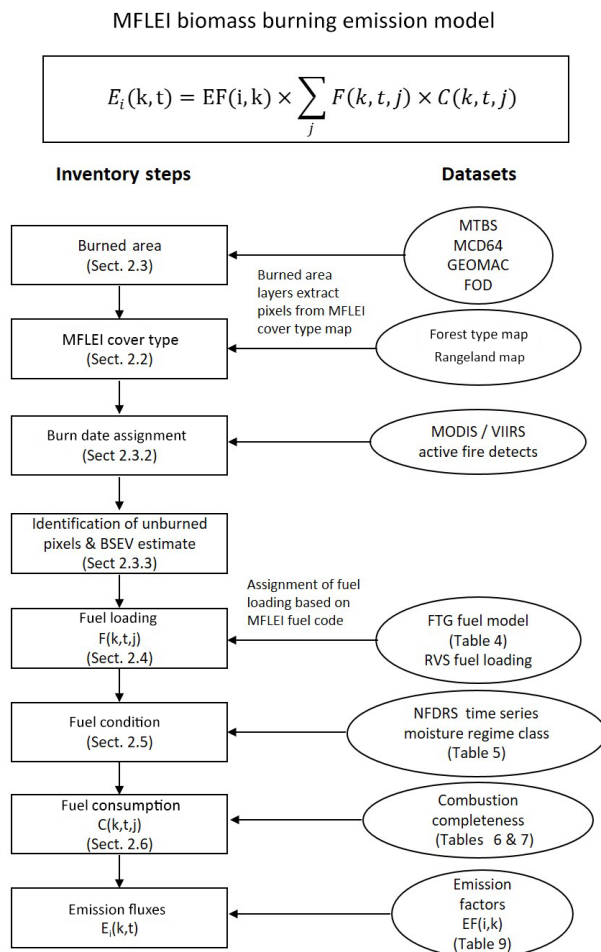 MFLEI biomass burning emission model
E_i(k,t) = EF(i,k) × ∑_j F(k,t,j) × C(k,t,j)
Inventory steps
Datasets
Burned area
(Sect. 2.3)
MTBS
MCD64
GEOMAC
FOD
Burned area
layers extract
pixels from MFLEI
cover type map
MFLEI cover type
(Sect. 2.2)
Forest type map
Rangeland map
Burn date assignment
(Sect 2.3.2)
MODIS / VIIRS
active fire detects
Identification of unburned
pixels & BSEV estimate
(Sect 2.3.3)
Assignment of fuel
loading based on
MFLEI fuel code
Fuel loading
F(k,t,j)
(Sect. 2.4)
FTG fuel model
(Table 4)
RVS fuel loading
Fuel condition
(Sect. 2.5)
NFDRS time series
moisture regime class
(Table 5)
Fuel consumption
C(k,t,j)
(Sect. 2.6)
Combustion
completeness
(Tables 6 & 7)
Emission fluxes
E_i(k,t)
Emission
factors
EF(i,k)
(Table 9)